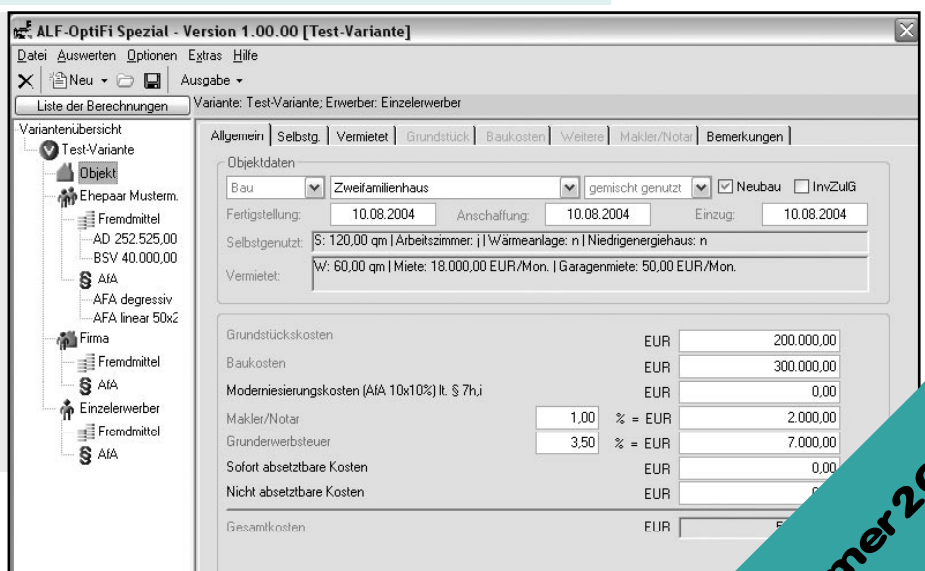 ALF-OptiFi Spezial - Version 1.00.00 [Test-Variante]
Datei Auswerten Optionen Extras Hilfe
Neu Ausgabe
Liste der Berechnungen
Variante: Test-Variante; Erwerber: Einzelerwerber
Variantenübersicht
Test-Variante
Objekt
Ehepaar Musterm.
Fremdmittel
AD 252.525,00
BSV 40.000,00
§ AfA
AFA degressiv
AFA linear 50x2
Firma
Fremdmittel
§ AfA
Einzelerwerber
Fremdmittel
§ AfA
Allgemein Selbstg. Vermietet Grundstück Baukosten Weitere Makler/Notar Bemerkungen
Objektdaten
Bau Zweifamilienhaus gemischt genutzt Neubau InvZulG
Fertigstellung: 10.08.2004 Anschaffung: 10.08.2004 Einzug: 10.08.2004
Selbstgenutzt: S: 120,00 qm | Arbeitszimmer: j | Wärmeanlage: n | Niedrigenergiehaus: n
Vermietet: W: 60,00 qm | Miete: 18.000,00 EUR/Mon. | Garagenmiete: 50,00 EUR/Mon.
Grundstückskosten EUR 200.000,00
Baukosten EUR 300.000,00
Moderniesierungskosten (AfA 10x10%) lt. § 7h,i EUR 0,00
Makler/Notar 1,00 % = EUR 2.000,00
Grunderwerbsteuer 3,50 % = EUR 7.000,00
Sofort absetztbare Kosten EUR 0,00
Nicht absetztbare Kosten EUR
Gesamtkosten EUR